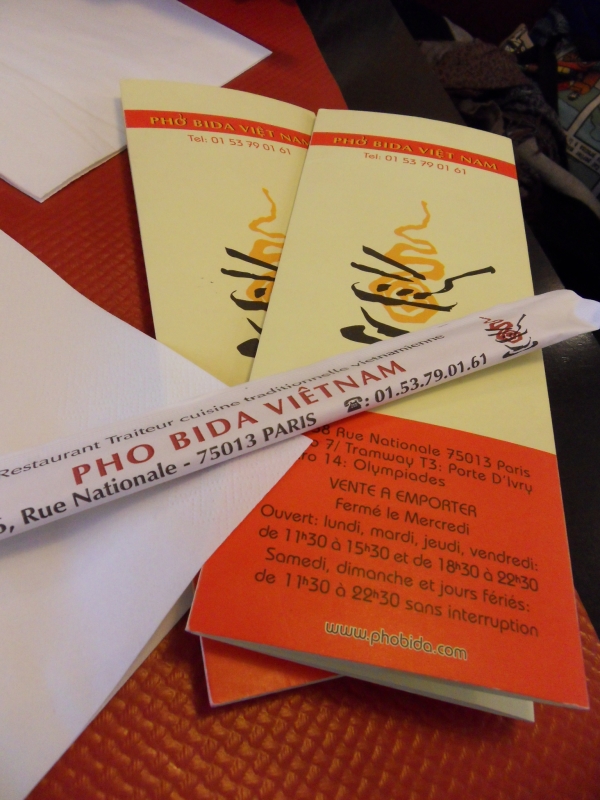 PHỞ BIDA VIỆT NAM
Tel: 01 53 79 01 61
PHỞ BIDA VIỆT NAM
Tel: 01 53 79 01 61
Restaurant Traiteur cuisine traditionnelle vietnamienne
PHO BIDA VIÊTNAM
, Rue Nationale - 75013 PARIS ☎: 01.53.79.01.61
Rue Nationale 75013 Paris
7/ Tramway T3: Porte D'Ivry
14: Olympiades
VENTE A EMPORTER
Fermé le Mercredi
Ouvert: lundi, mardi, jeudi, vendredi:
de 11h30 à 15h30 et de 18h30 à 22h30
Samedi, dimanche et jours fériés:
de 11h30 à 22h30 sans interruption
www.phobida.com